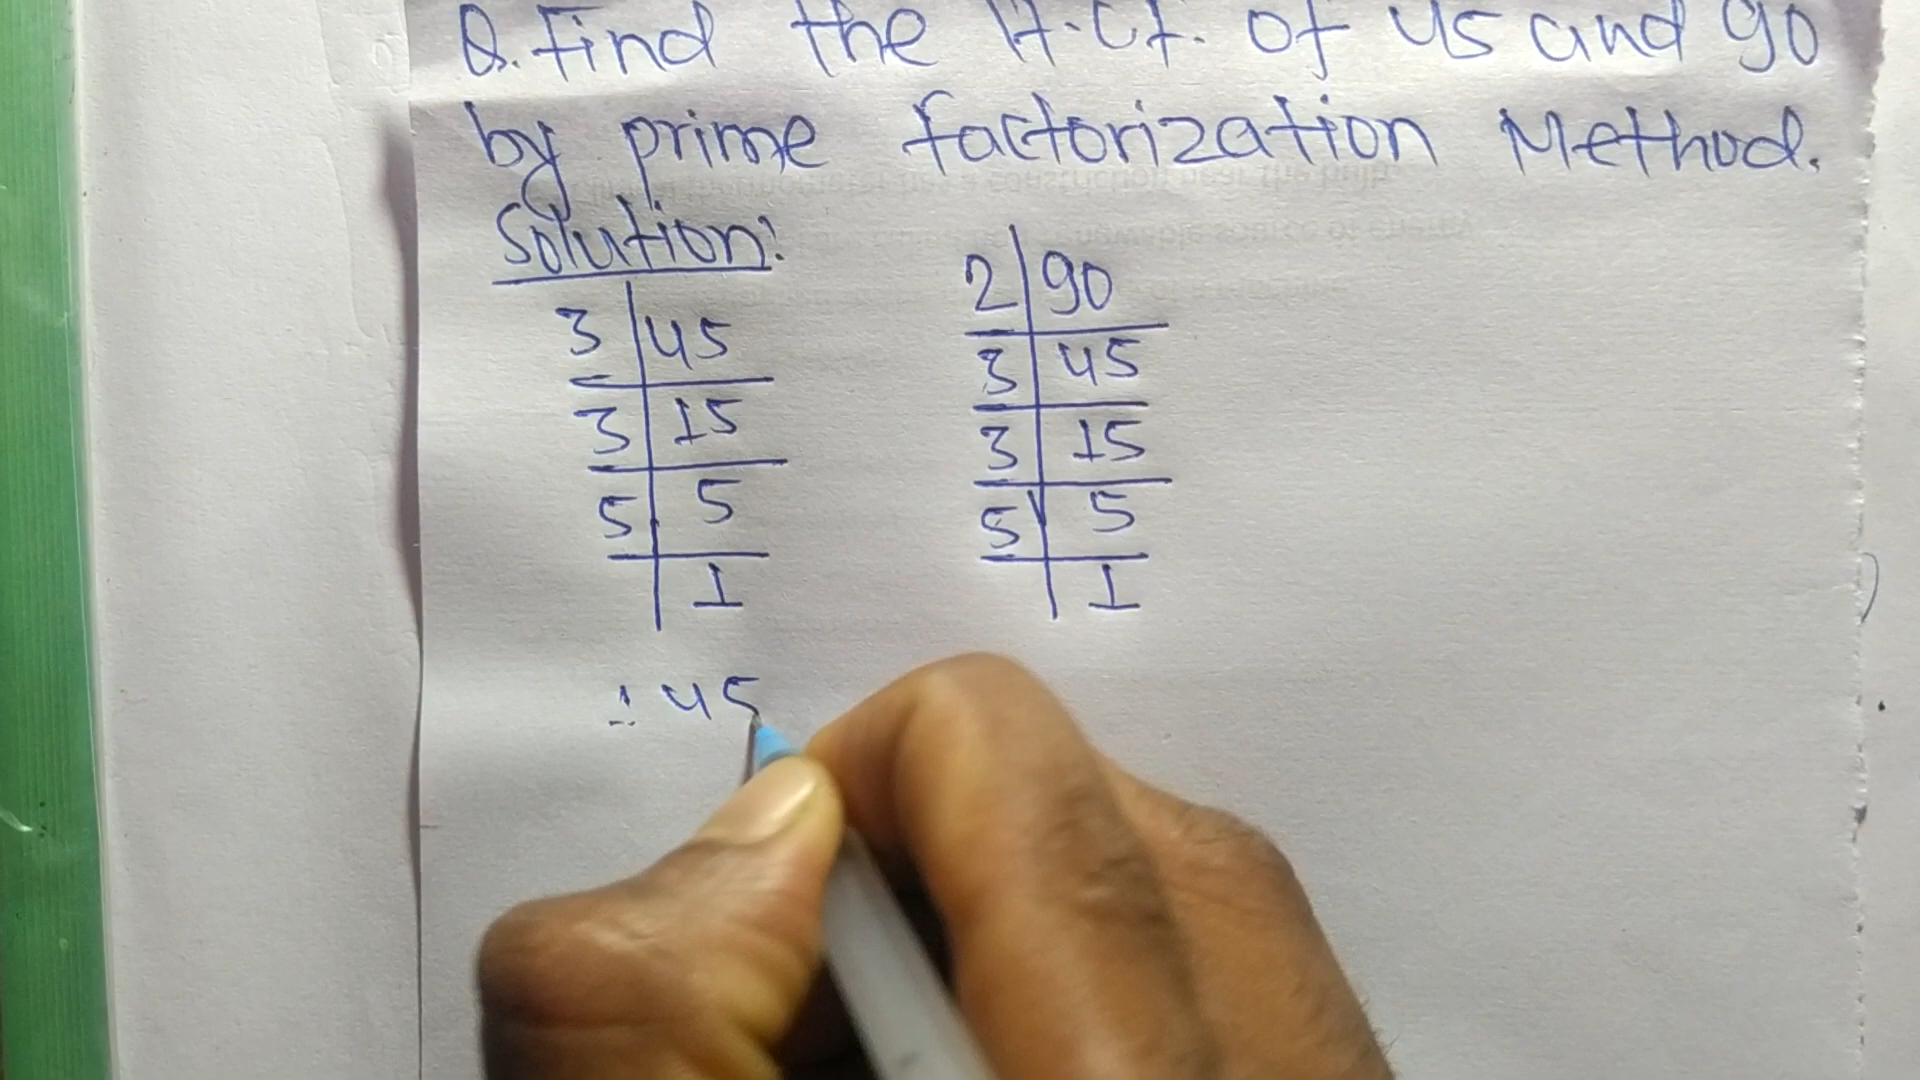 Q. Find the H.C.F. of 45 and 90
by prime factorization Method.
Solution:
3 | 45
3 | 15
5 | 5
1
2 | 90
3 | 45
3 | 15
5 | 5
1
∴ 45